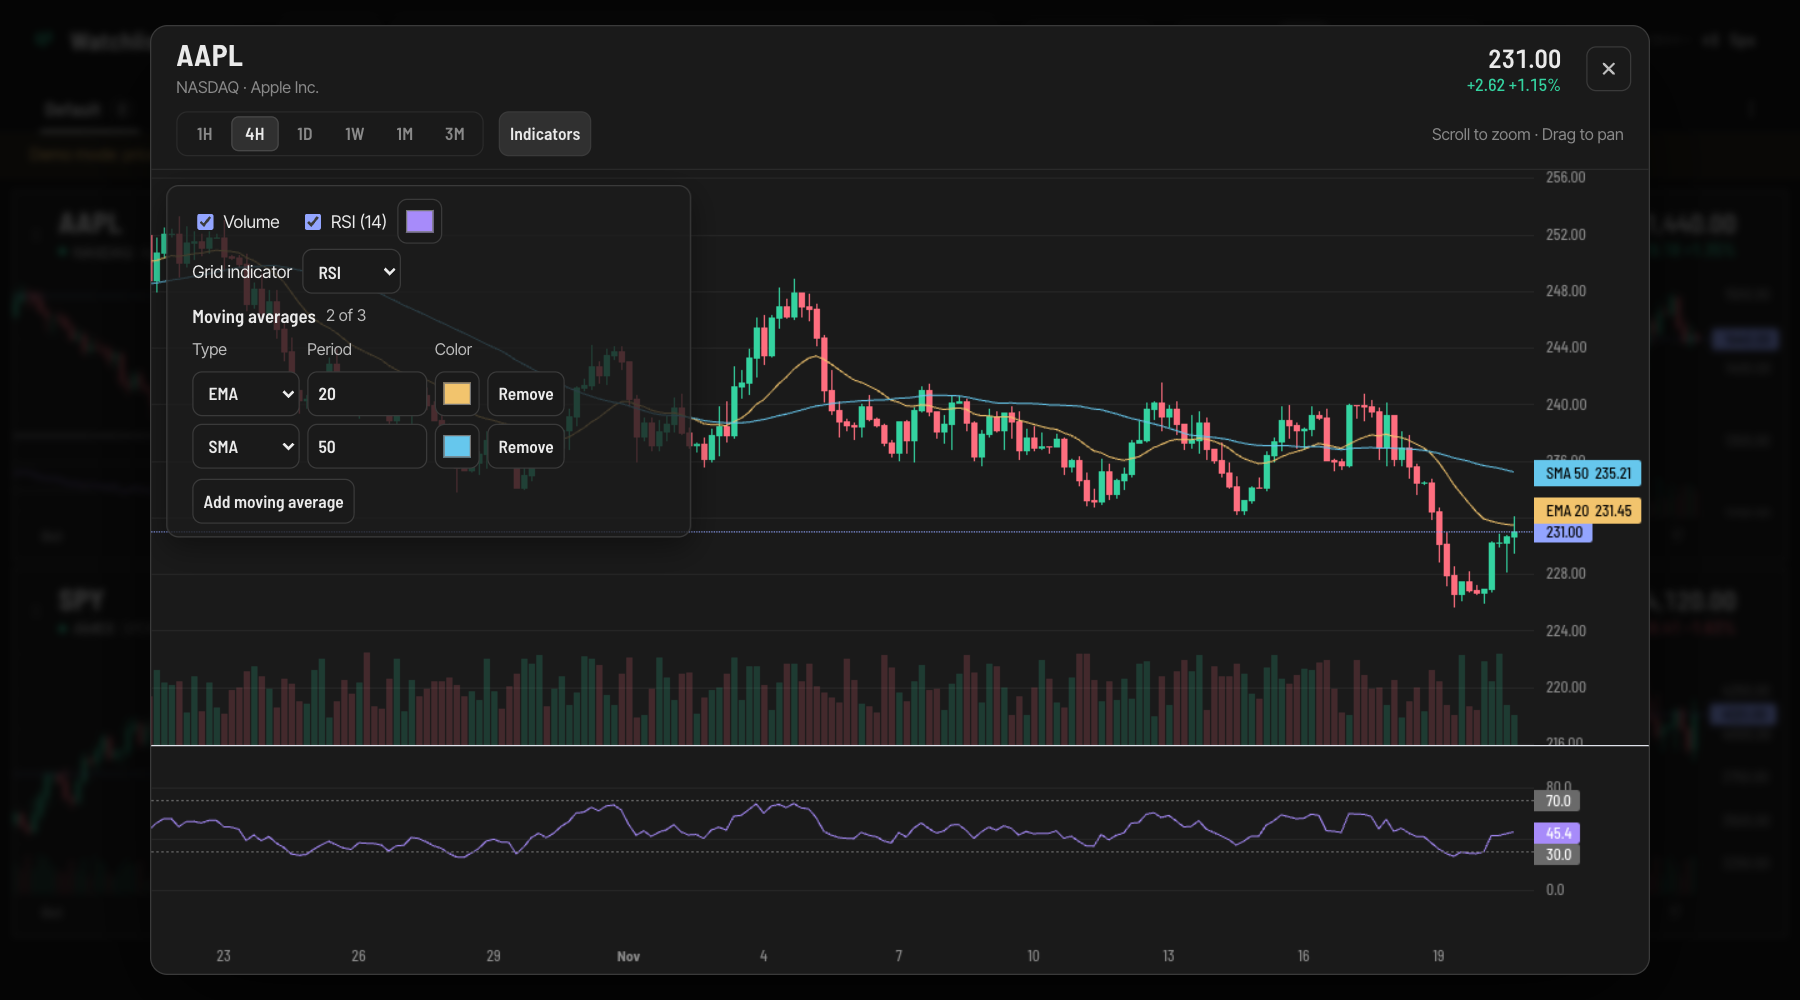 AAPL
NASDAQ · Apple Inc.
231.00
+2.62 +1.15%
1H 4H 1D 1W 1M 3M Indicators
Scroll to zoom · Drag to pan
Volume RSI (14)
Grid indicator RSI
Moving averages 2 of 3
Type Period Color
EMA 20 Remove
SMA 50 Remove
Add moving average
256.00
252.00
248.00
244.00
240.00
SMA 50 235.21
EMA 20 231.45
231.00
228.00
224.00
220.00
216.00
80.0
70.0
45.4
30.0
0.0
23 26 29 Nov 4 7 10 13 16 19
AAPL
SPY